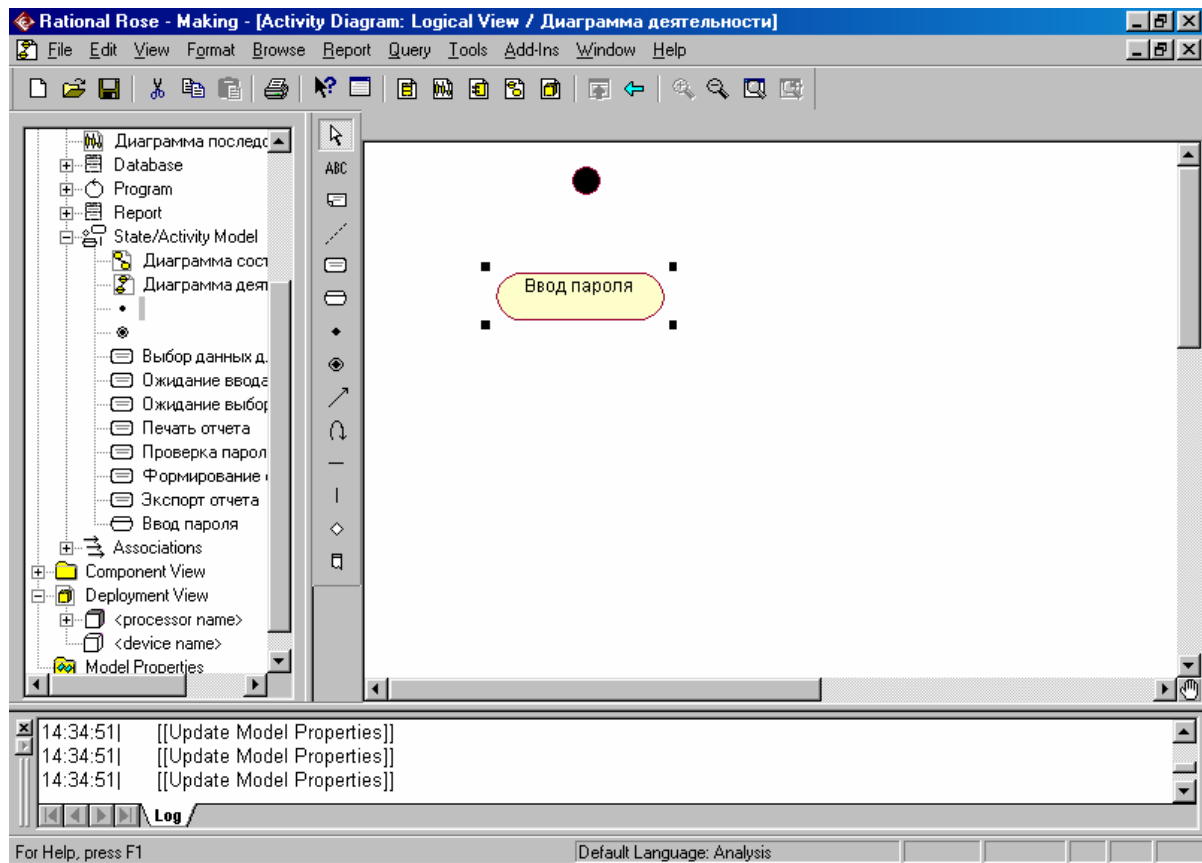 Rational Rose - Making - [Activity Diagram: Logical View / Диаграмма деятельности]
File Edit View Format Browse Report Query Tools Add-Ins Window Help
Диаграмма послед
Database
Program
Report
State/Activity Model
Диаграмма сост
Диаграмма деят
Выбор данных д
Ожидание ввода
Ожидание выбор
Печать отчета
Проверка парол
Формирование
Экспорт отчета
Ввод пароля
Associations
Component View
Deployment View
<processor name>
<device name>
Model Properties
ABC
Ввод пароля
14:34:51| [[Update Model Properties]]
14:34:51| [[Update Model Properties]]
14:34:51| [[Update Model Properties]]
Log
For Help, press F1
Default Language: Analysis